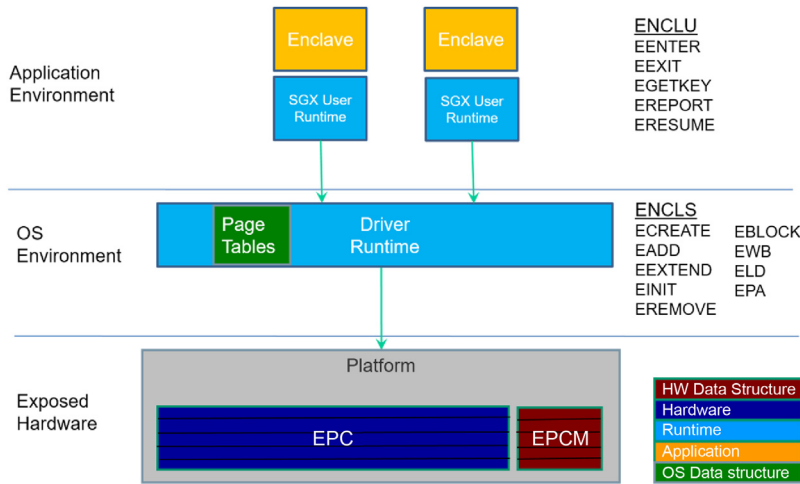 Application
Environment
Enclave
Enclave
SGX User
Runtime
SGX User
Runtime
ENCLU
EENTER
EEXIT
EGETKEY
EREPORT
ERESUME
OS
Environment
Page
Tables
Driver
Runtime
ENCLS
ECREATE
EADD
EEXTEND
EINIT
EREMOVE
EBLOCK
EWB
ELD
EPA
Exposed
Hardware
Platform
EPC
EPCM
HW Data Structure
Hardware
Runtime
Application
OS Data structure